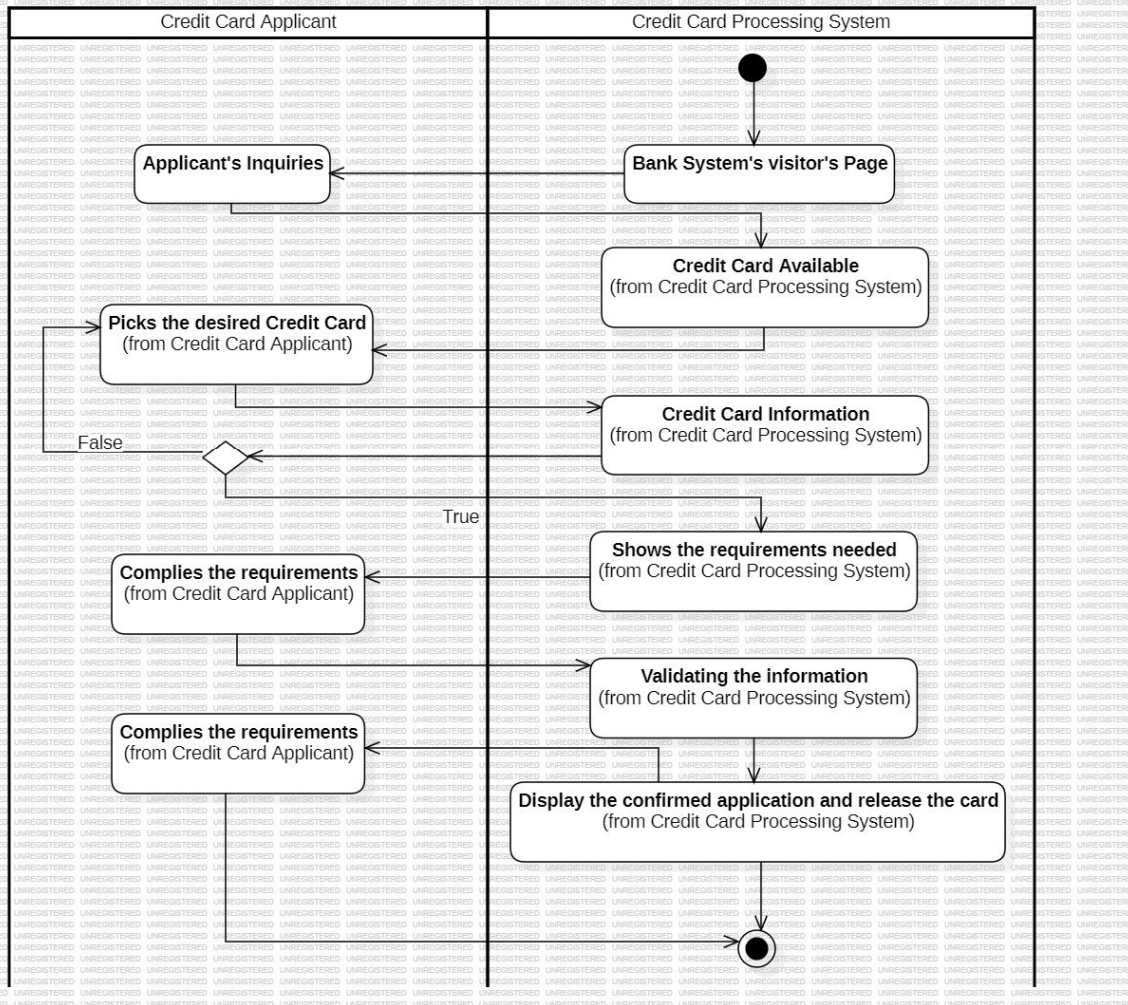 Credit Card Applicant
Credit Card Processing System
Applicant's Inquiries
Bank System's visitor's Page
Credit Card Available
(from Credit Card Processing System)
Picks the desired Credit Card
(from Credit Card Applicant)
Credit Card Information
(from Credit Card Processing System)
False
True
Shows the requirements needed
(from Credit Card Processing System)
Complies the requirements
(from Credit Card Applicant)
Validating the information
(from Credit Card Processing System)
Complies the requirements
(from Credit Card Applicant)
Display the confirmed application and release the card
(from Credit Card Processing System)
UNREGISTERED